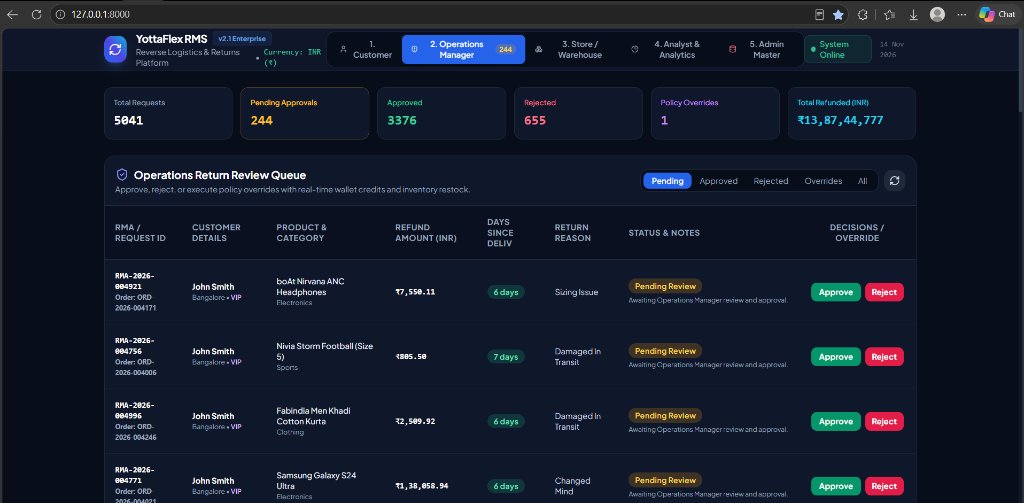 127.0.0.1:8000
Chat
YottaFlex RMS v2.1 Enterprise
Reverse Logistics & Returns Platform
• Currency: INR (₹)
1. Customer
2. Operations Manager 244
3. Store / Warehouse
4. Analyst & Analytics
5. Admin Master
System Online
14 Nov 2026
Total Requests
5041
Pending Approvals
244
Approved
3376
Rejected
655
Policy Overrides
1
Total Refunded (INR)
₹13,87,44,777
Operations Return Review Queue
Approve, reject, or execute policy overrides with real-time wallet credits and inventory restock.
Pending Approved Rejected Overrides All
RMA / REQUEST ID
CUSTOMER DETAILS
PRODUCT & CATEGORY
REFUND AMOUNT (INR)
DAYS SINCE DELIV
RETURN REASON
STATUS & NOTES
DECISIONS / OVERRIDE
RMA-2026-
004921
Order: ORD-
2026-004171
John Smith
Bangalore • VIP
boAt Nirvana ANC
Headphones
Electronics
₹7,550.11
6 days
Sizing Issue
Pending Review
Awaiting Operations Manager review and approval.
Approve Reject
RMA-2026-
004756
Order: ORD-
2026-004006
John Smith
Bangalore • VIP
Nivia Storm Football (Size
5)
Sports
₹805.50
7 days
Damaged In
Transit
Pending Review
Awaiting Operations Manager review and approval.
Approve Reject
RMA-2026-
004996
Order: ORD-
2026-004246
John Smith
Bangalore • VIP
Fabindia Men Khadi
Cotton Kurta
Clothing
₹2,509.92
6 days
Damaged In
Transit
Pending Review
Awaiting Operations Manager review and approval.
Approve Reject
RMA-2026-
004771
Order: ORD-
2026-004021
John Smith
Bangalore • VIP
Samsung Galaxy S24
Ultra
Electronics
₹1,38,058.94
6 days
Changed
Mind
Pending Review
Awaiting Operations Manager review and approval.
Approve Reject